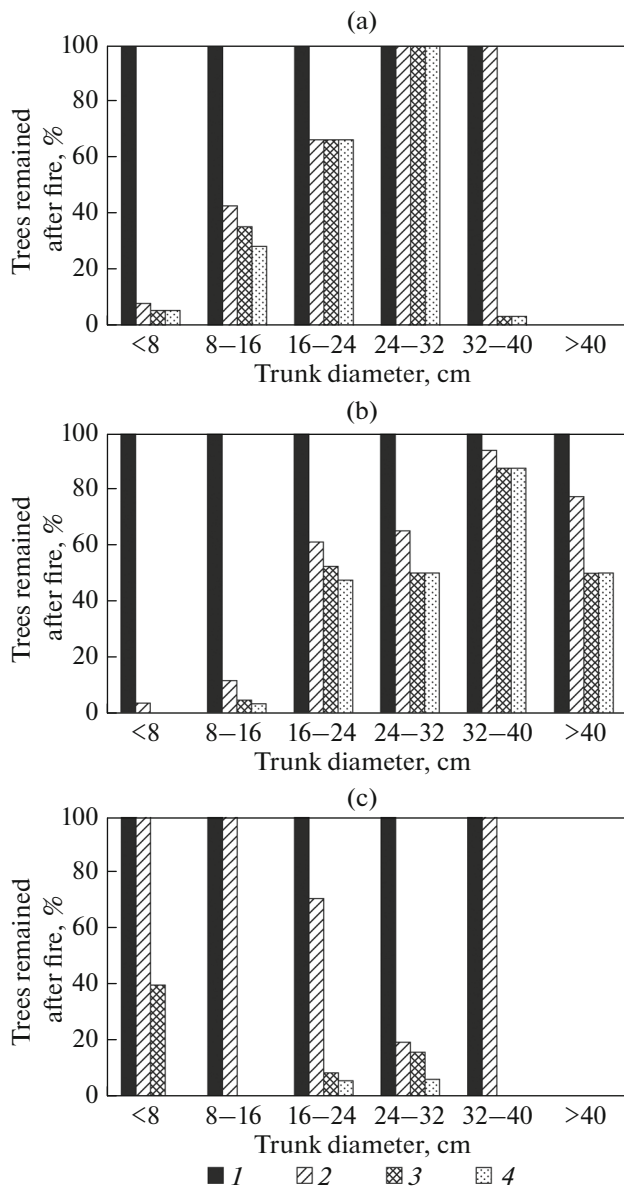 (a)
100
80
60
40
20
0
Trees remained
after fire, %
<8 8–16 16–24 24–32 32–40 >40
Trunk diameter, cm
(b)
100
80
60
40
20
0
Trees remained
after fire, %
<8 8–16 16–24 24–32 32–40 >40
Trunk diameter, cm
(c)
100
80
60
40
20
0
Trees remained
after fire, %
<8 8–16 16–24 24–32 32–40 >40
Trunk diameter, cm
1 2 3 4